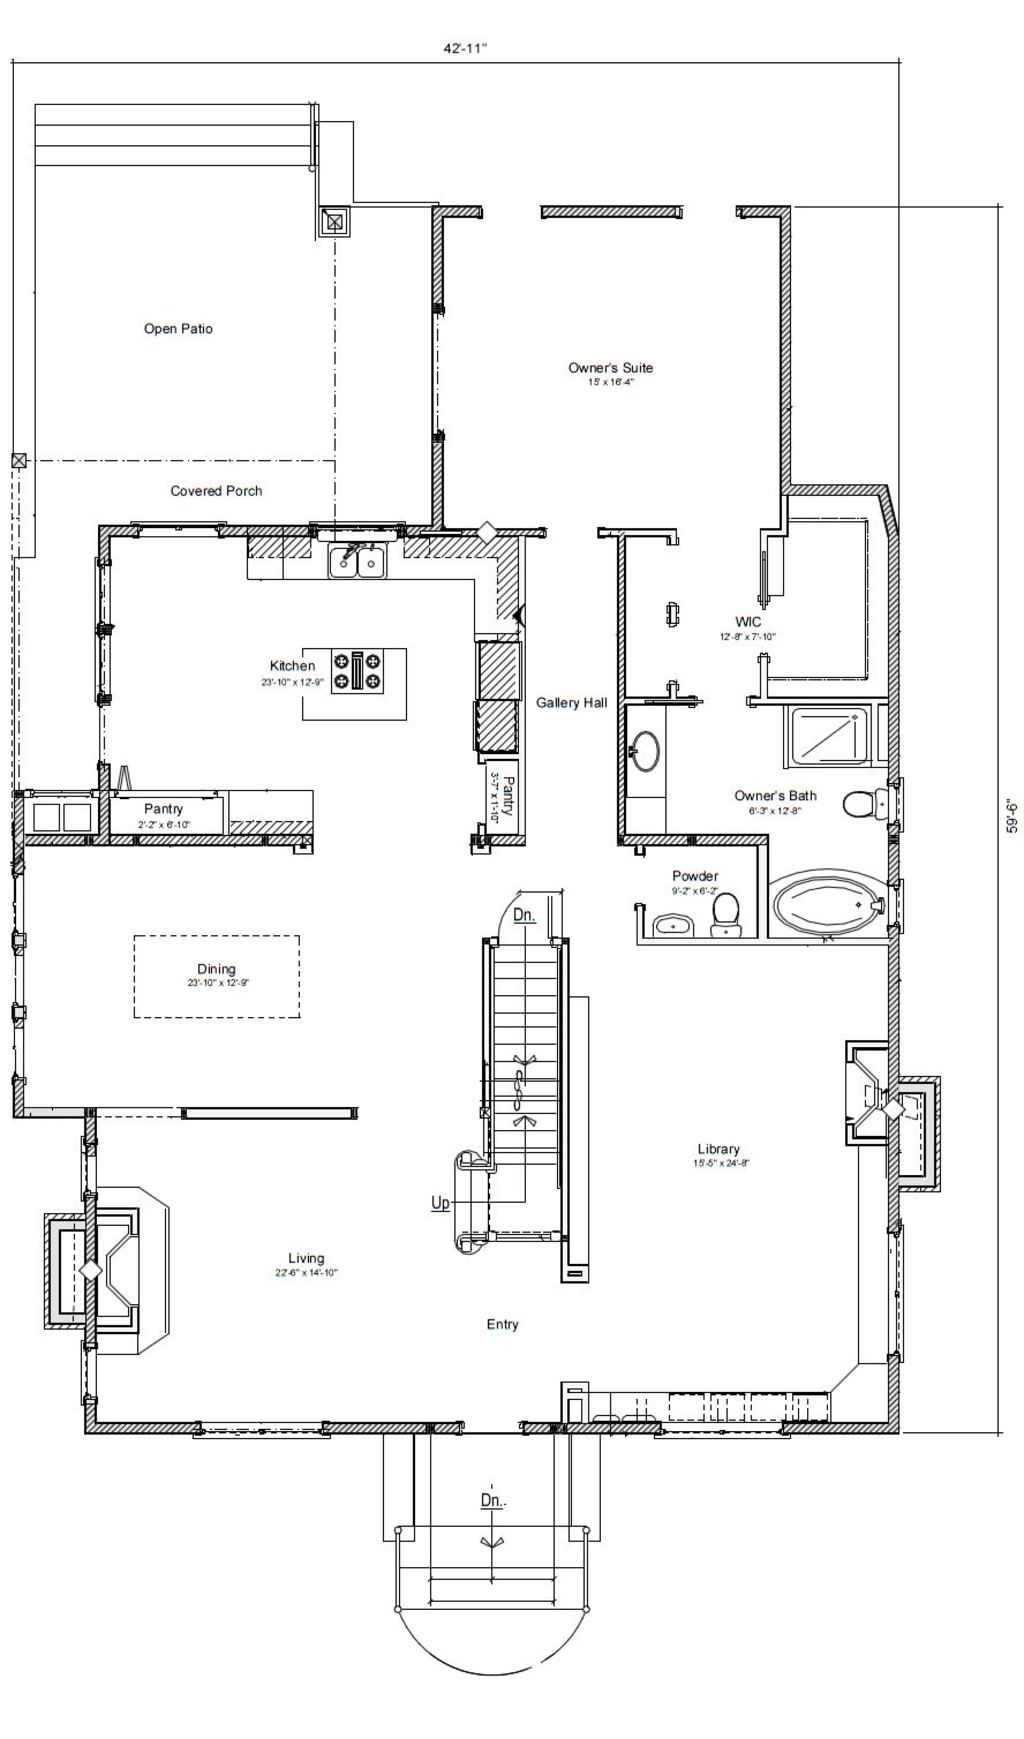 42'-11"
Open Patio
Owner's Suite
15' x 16'-4"
Covered Porch
WIC
12'-8" x 7'-10"
Kitchen
23'-10" x 12'-9"
Gallery Hall
Pantry
3'-7" x 1'-10"
Owner's Bath
6'-3" x 12'-8"
Pantry
2'-2" x 6'-10"
59'-6"
Powder
9'-2" x 6'-2"
Dn.
Dining
23'-10" x 12'-9"
Library
15'-5" x 24'-8"
Up
Living
22'-6" x 14'-10"
Entry
Dn..